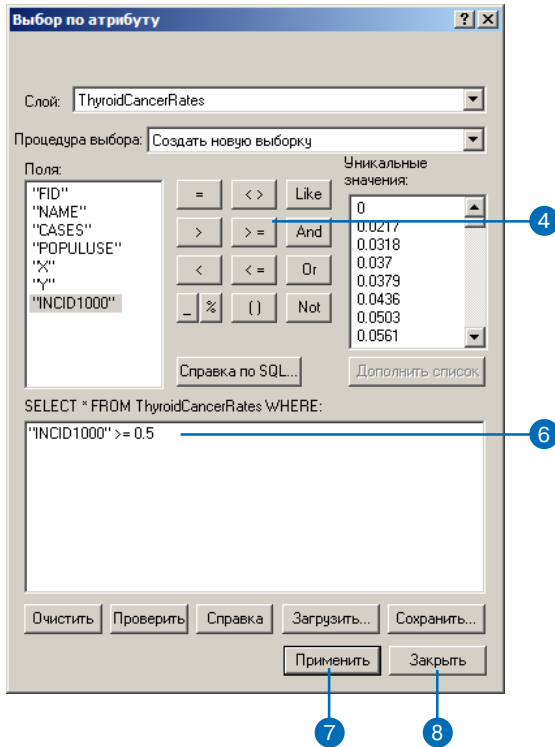 Выбор по атрибуту
? X
Слой: ThyroidCancerRates
Процедура выбора: Создать новую выборку
Поля:
"FID"
"NAME"
"CASES"
"POPULUSE"
"X"
"Y"
"INCID1000"
= < > Like
> > = And
< < = Or
_ % ( ) Not
Уникальные
значения:
0
0.0217
0.0318
0.037
0.0379
0.0436
0.0503
0.0561
4
Справка по SQL...
Дополнить список
SELECT * FROM ThyroidCancerRates WHERE:
"INCID1000" >= 0.5
6
Очистить Проверить Справка Загрузить... Сохранить...
Применить Закрыть
7 8